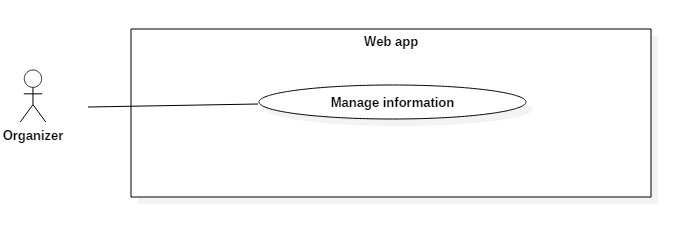 Web app
Manage information
Organizer